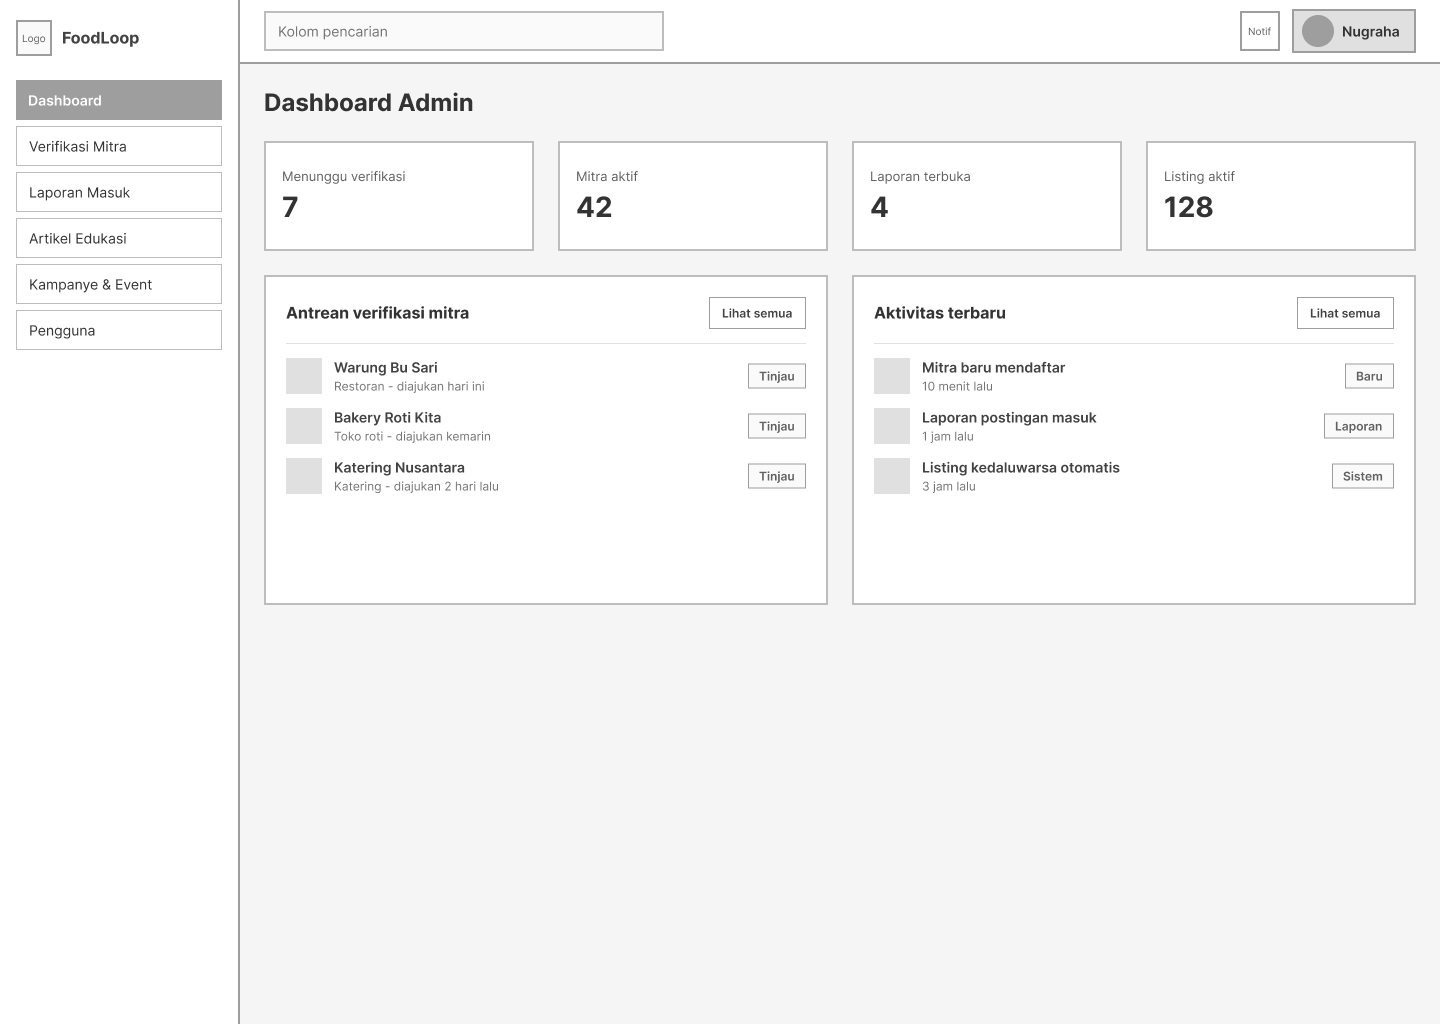 Logo
FoodLoop
Dashboard
Verifikasi Mitra
Laporan Masuk
Artikel Edukasi
Kampanye & Event
Pengguna
Kolom pencarian
Notif
Nugraha
Dashboard Admin
Menunggu verifikasi
7
Mitra aktif
42
Laporan terbuka
4
Listing aktif
128
Antrean verifikasi mitra
Lihat semua
Warung Bu Sari
Restoran - diajukan hari ini
Tinjau
Bakery Roti Kita
Toko roti - diajukan kemarin
Tinjau
Katering Nusantara
Katering - diajukan 2 hari lalu
Tinjau
Aktivitas terbaru
Lihat semua
Mitra baru mendaftar
10 menit lalu
Baru
Laporan postingan masuk
1 jam lalu
Laporan
Listing kedaluwarsa otomatis
3 jam lalu
Sistem